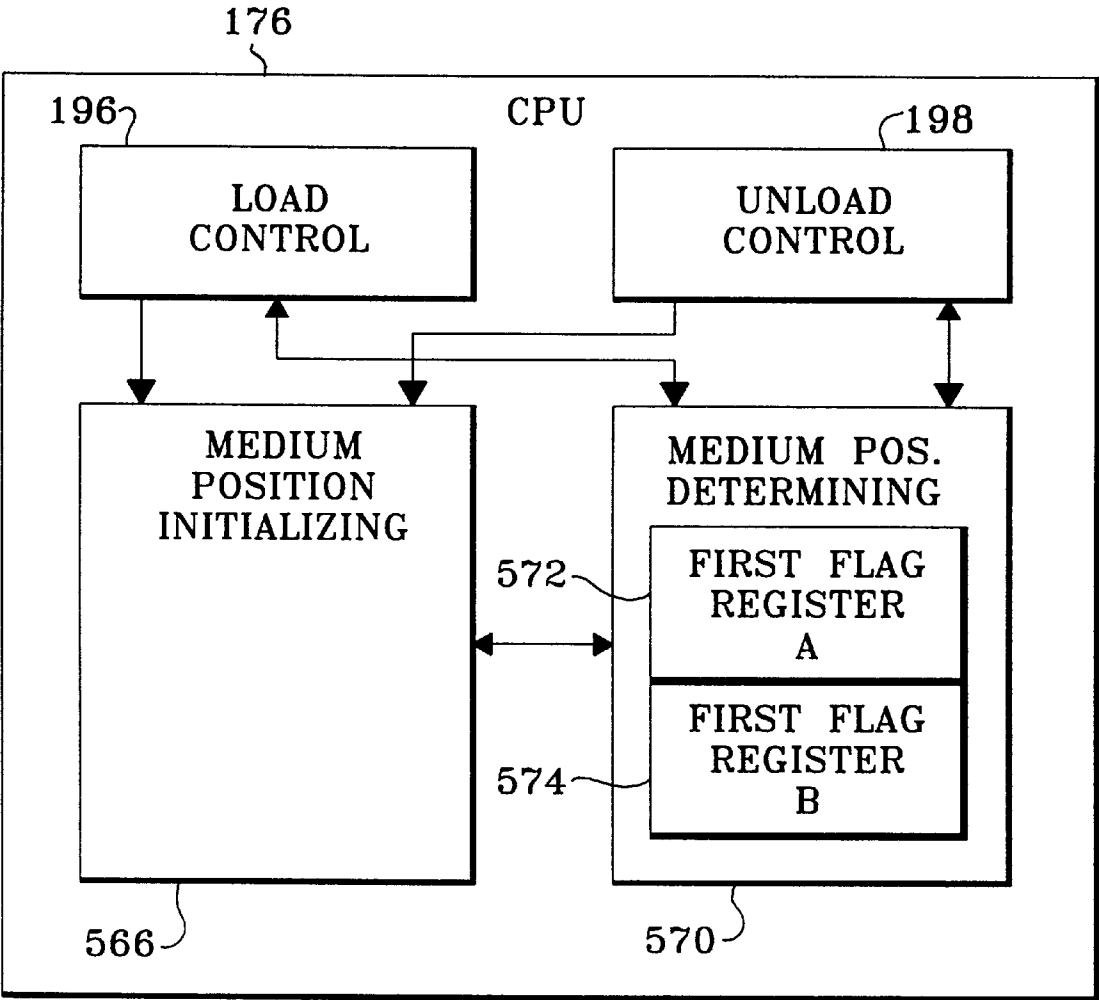 176
CPU
196
198
LOAD
CONTROL
UNLOAD
CONTROL
MEDIUM
POSITION
INITIALIZING
MEDIUM POS.
DETERMINING
572
FIRST FLAG
REGISTER
A
574
FIRST FLAG
REGISTER
B
566
570